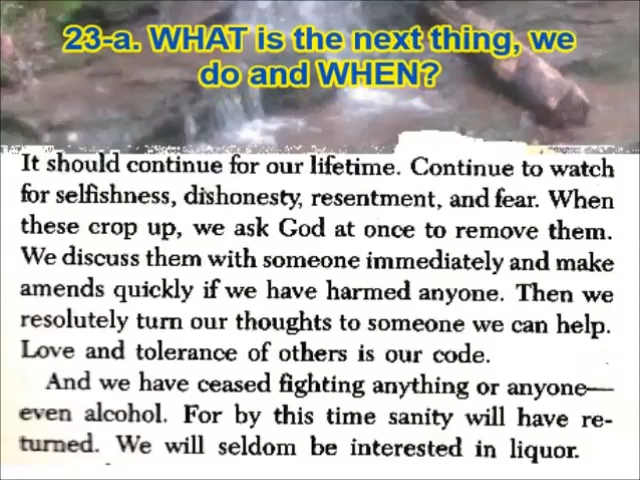 23-a. WHAT is the next thing, we
do and WHEN?
It should continue for our lifetime. Continue to watch
for selfishness, dishonesty, resentment, and fear. When
these crop up, we ask God at once to remove them.
We discuss them with someone immediately and make
amends quickly if we have harmed anyone. Then we
resolutely turn our thoughts to someone we can help.
Love and tolerance of others is our code.
And we have ceased fighting anything or anyone—
even alcohol. For by this time sanity will have re-
turned. We will seldom be interested in liquor.